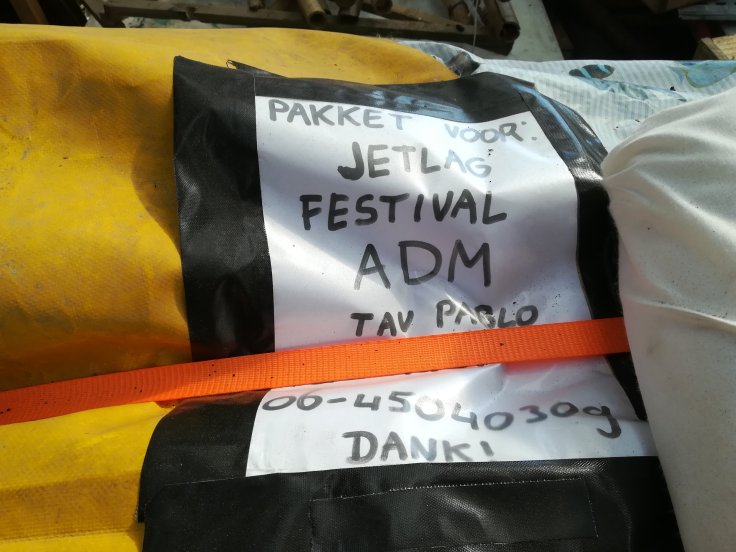 PAKKET VOOR:
JETLAG
FESTIVAL
ADM
TAV PABLO
06-45040309
DANK!